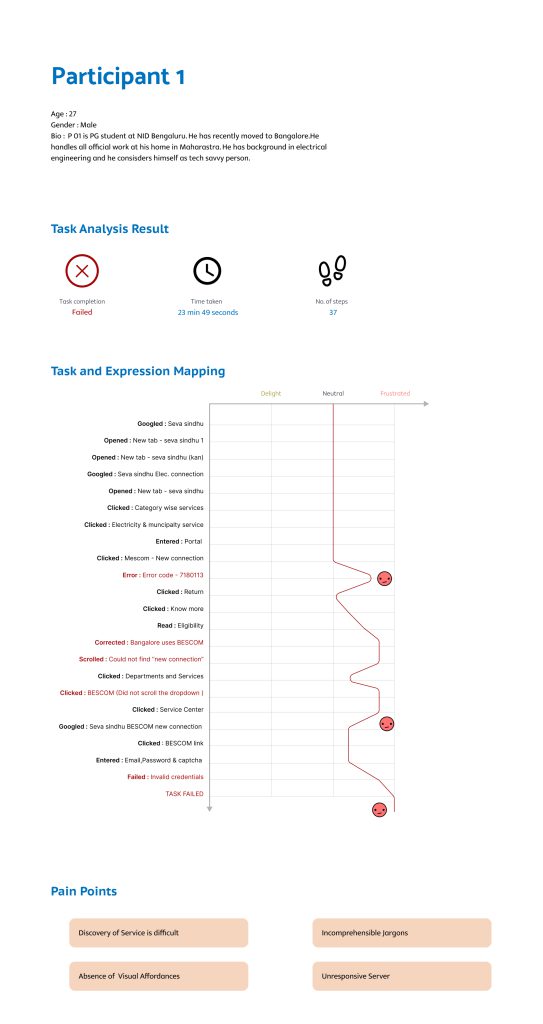 Participant 1
Age : 27
Gender : Male
Bio : P 01 is PG student at NID Bengaluru. He has recently moved to Bangalore.He
handles all official work at his home in Maharastra. He has background in electrical
engineering and he consisders himself as tech savvy person.
Task Analysis Result
Task completion
Failed
Time taken
23 min 49 seconds
No. of steps
37
Task and Expression Mapping
Delight
Neutral
Frustrated
Googled : Seva sindhu
Opened : New tab - seva sindhu 1
Opened : New tab - seva sindhu (kan)
Googled : Seva sindhu Elec. connection
Opened : New tab - seva sindhu
Clicked : Category wise services
Clicked : Electricity & muncipalty service
Entered : Portal
Clicked : Mescom - New connection
Error : Error code - 7180113
Clicked : Return
Clicked : Know more
Read : Eligibility
Corrected : Bangalore uses BESCOM
Scrolled : Could not find "new connection"
Clicked : Departments and Services
Clicked : BESCOM (Did not scroll the dropdown (
Clicked : Service Center
Googled : Seva sindhu BESCOM new connection
Clicked : BESCOM link
Entered : Email,Password & captcha
Failed : Invalid credentials
TASK FAILED
Pain Points
Discovery of Service is difficult
Incomprehensible Jargons
Absence of Visual Affordances
Unresponsive Server